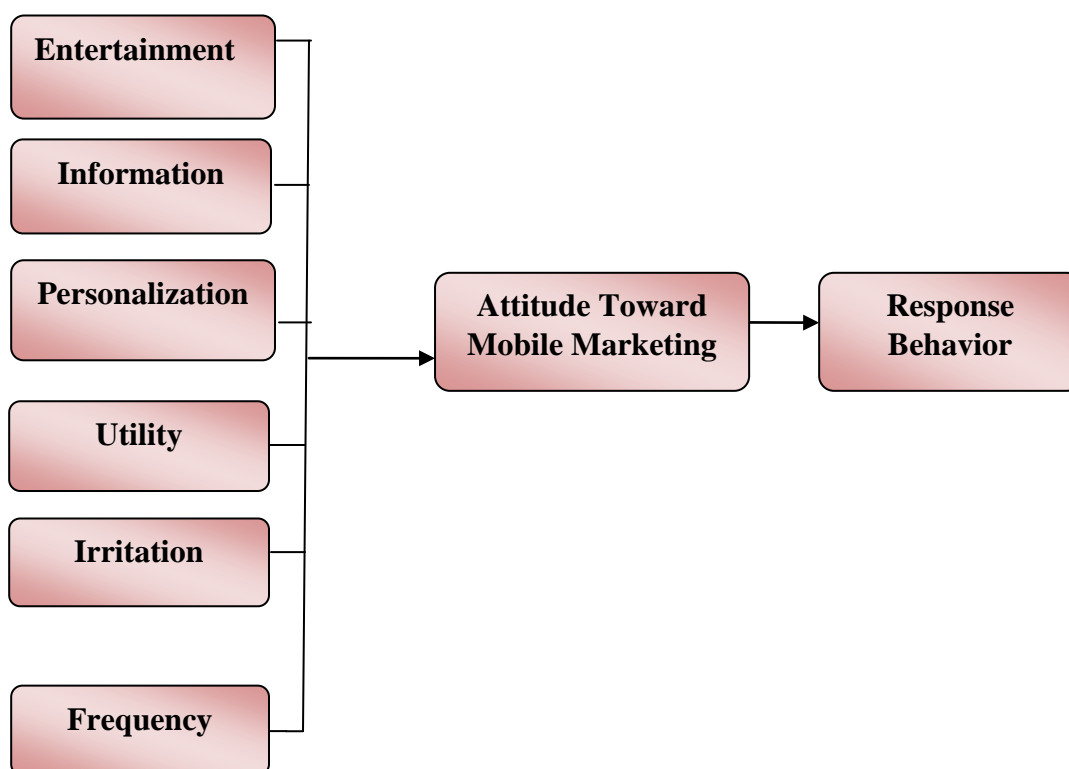 Entertainment
Information
Personalization
Utility
Irritation
Frequency
Attitude Toward
Mobile Marketing
Response
Behavior